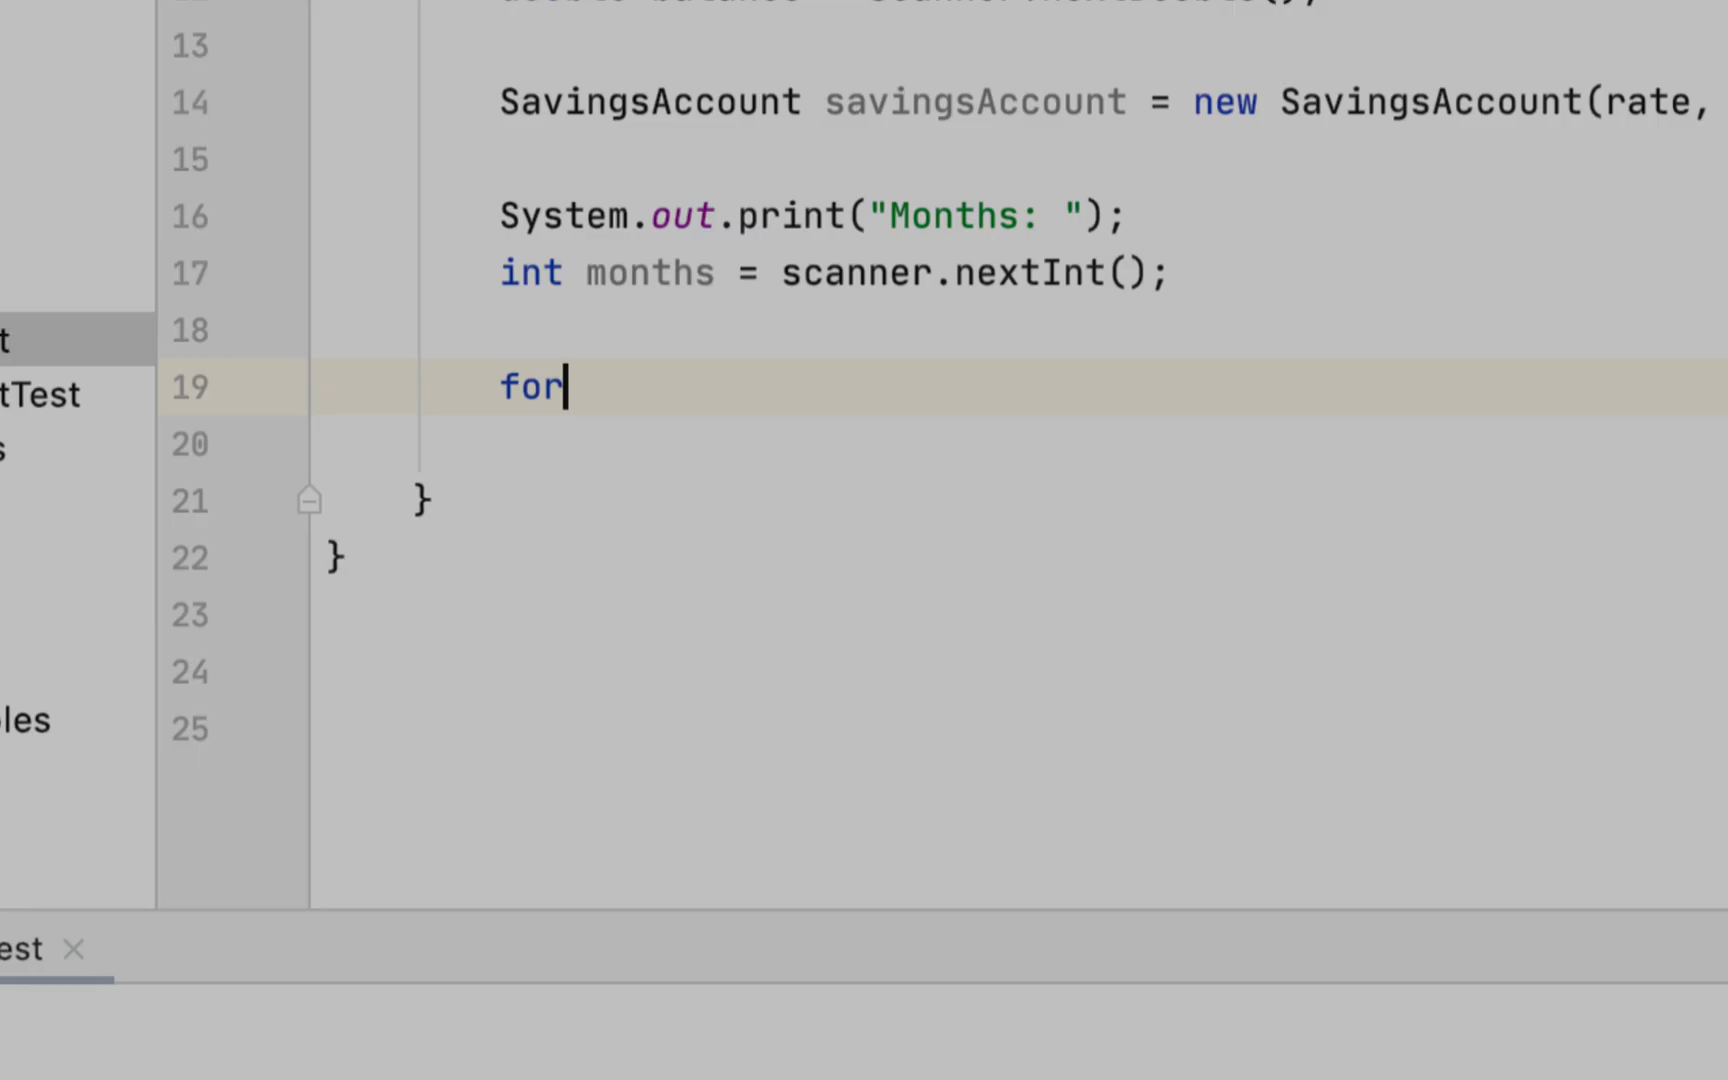 13
14 SavingsAccount savingsAccount = new SavingsAccount(rate,
15
16 System.out.print("Months: ");
17 int months = scanner.nextInt();
18
t
19 for
tTest
20
s
21 }
22 }
23
24
25
les
est